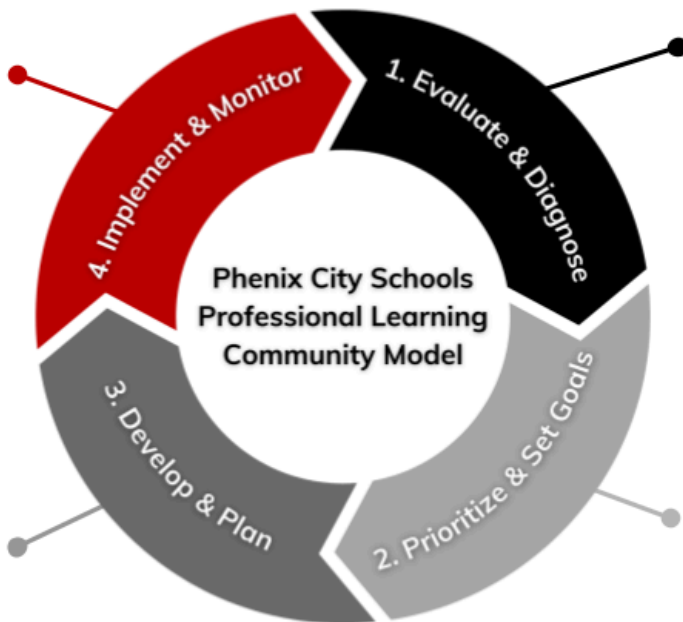 1. Evaluate & Diagnose
2. Prioritize & Set Goals
3. Develop & Plan
4. Implement & Monitor
Phenix City Schools
Professional Learning
Community Model